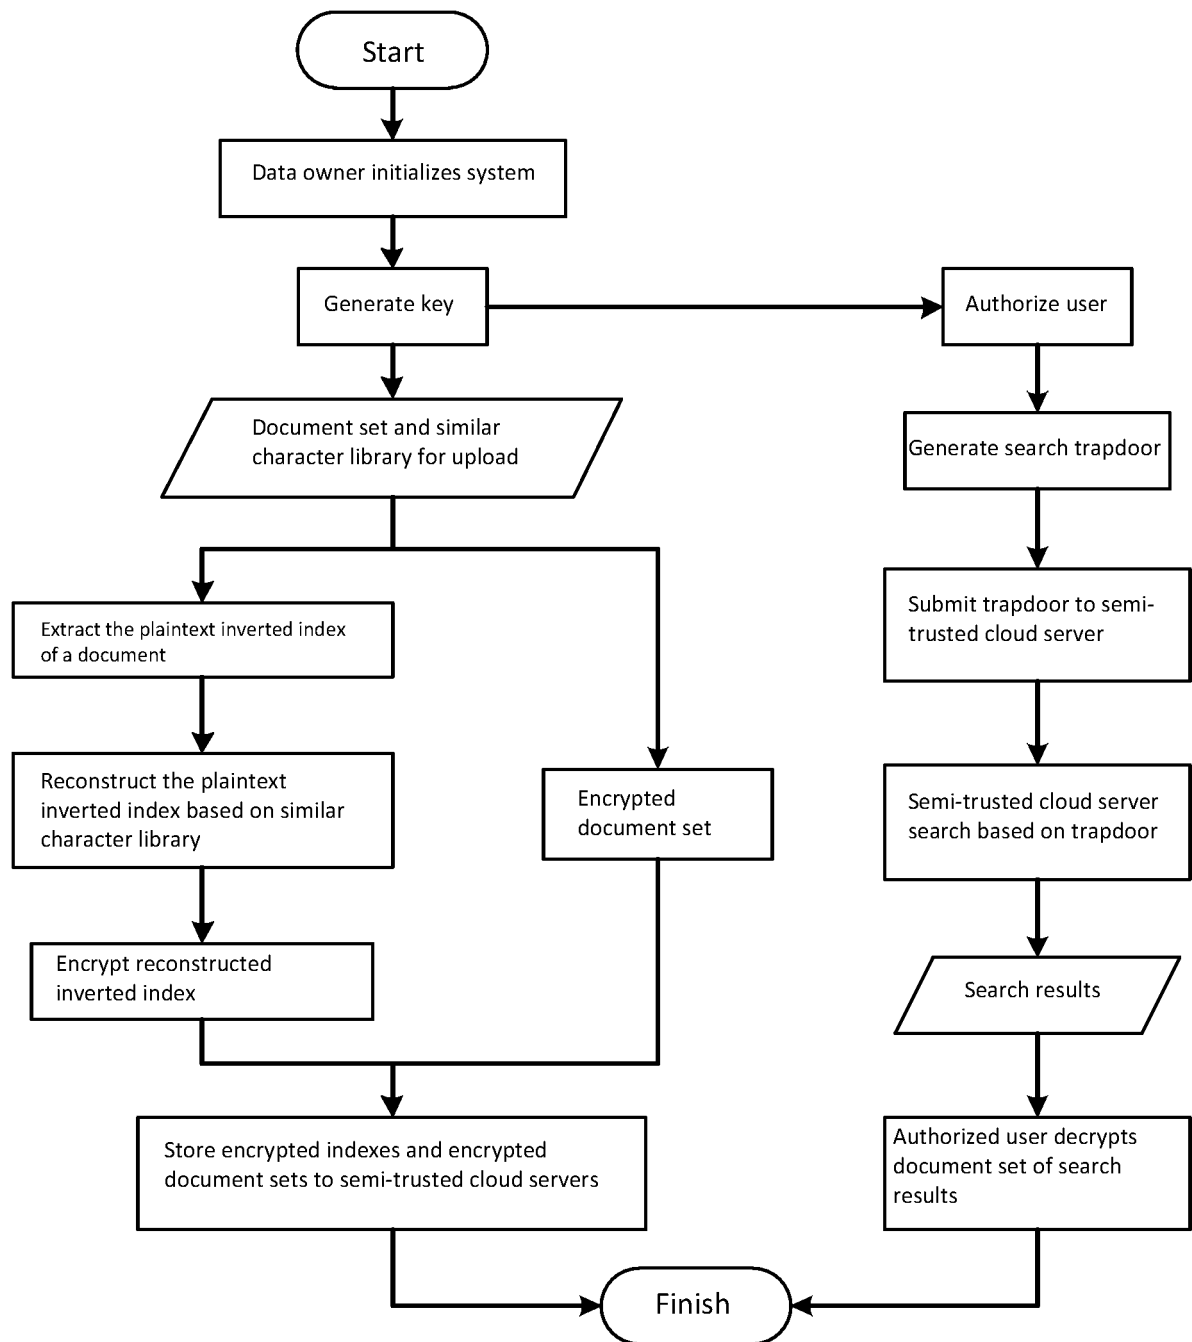 Start
Data owner initializes system
Generate key
Authorize user
Document set and similar
character library for upload
Generate search trapdoor
Extract the plaintext inverted index
of a document
Submit trapdoor to semi-
trusted cloud server
Reconstruct the plaintext
inverted index based on similar
character library
Encrypted
document set
Semi-trusted cloud server
search based on trapdoor
Encrypt reconstructed
inverted index
Search results
Store encrypted indexes and encrypted
document sets to semi-trusted cloud servers
Authorized user decrypts
document set of search
results
Finish